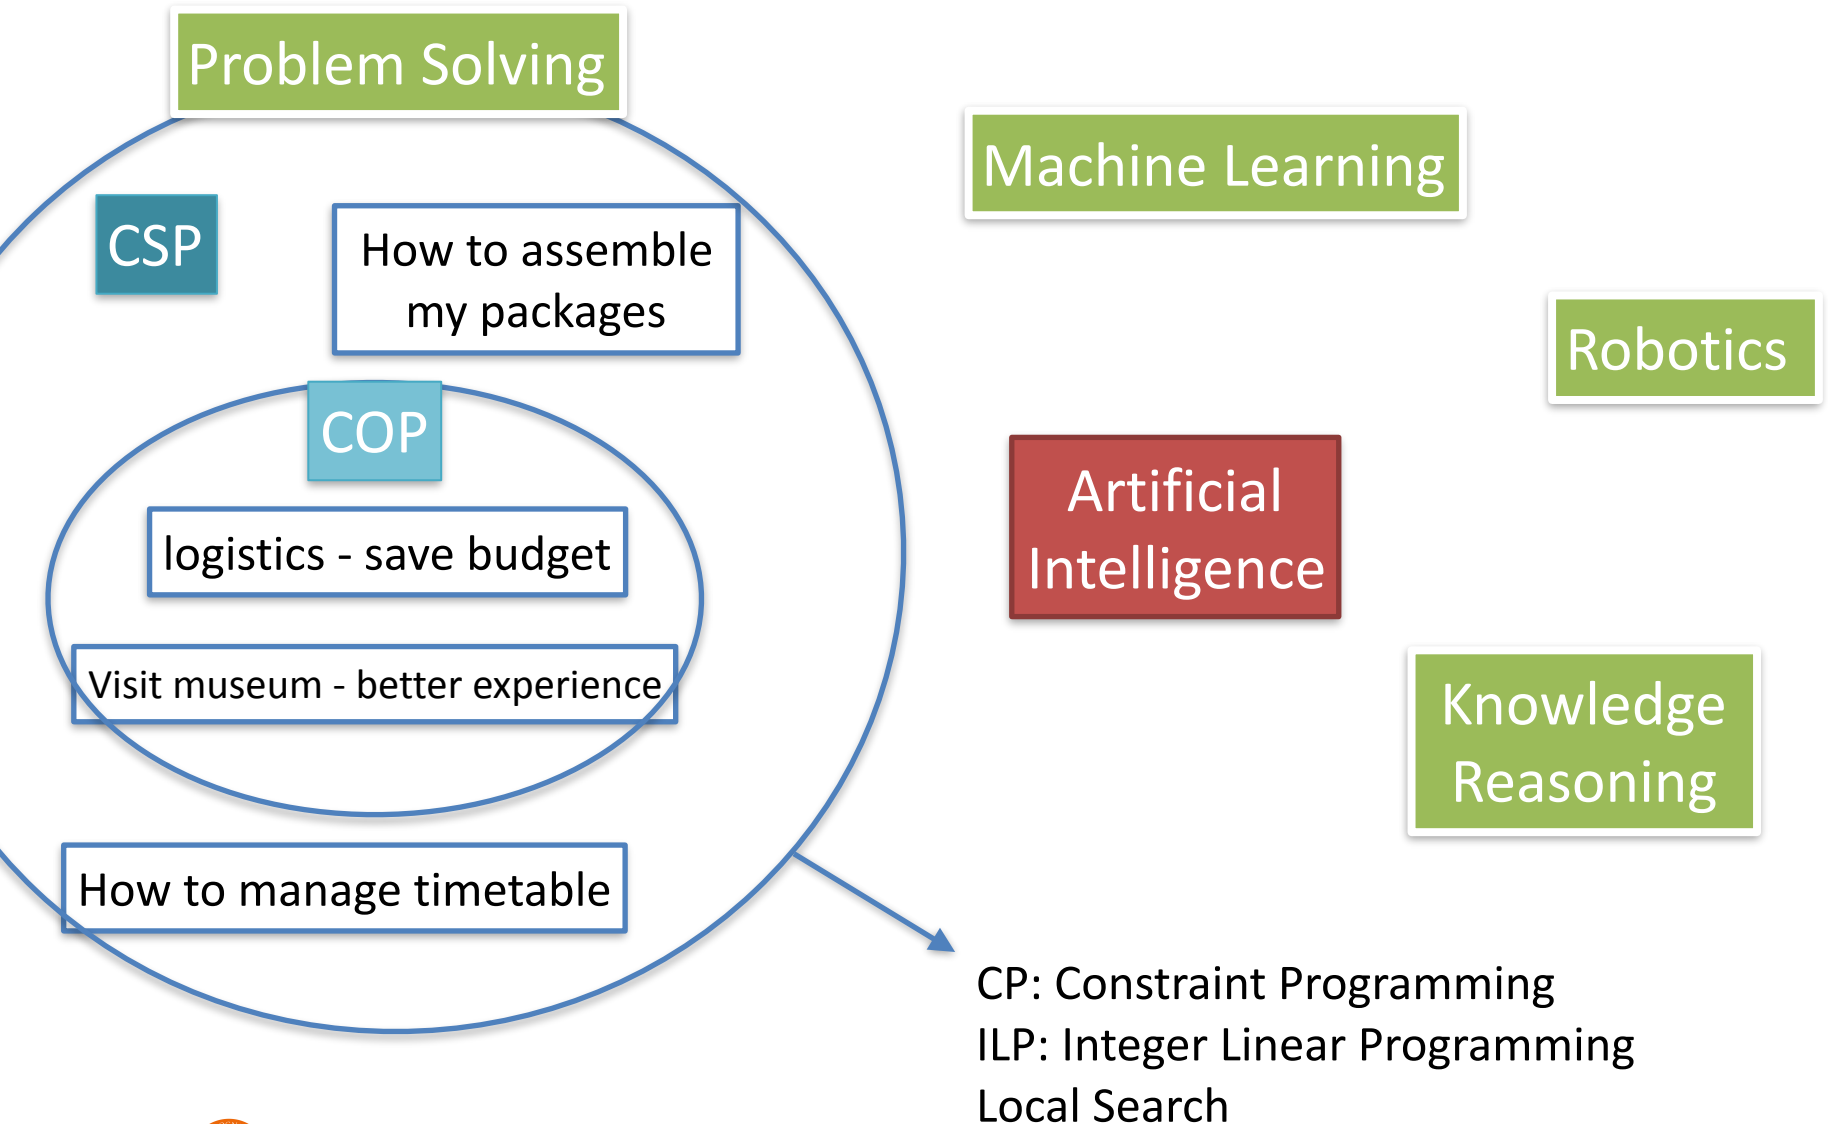 Problem Solving
Machine Learning
CSP
How to assemble
my packages
Robotics
COP
Artificial
Intelligence
logistics - save budget
Visit museum - better experience
Knowledge
Reasoning
How to manage timetable
CP: Constraint Programming
ILP: Integer Linear Programming
Local Search